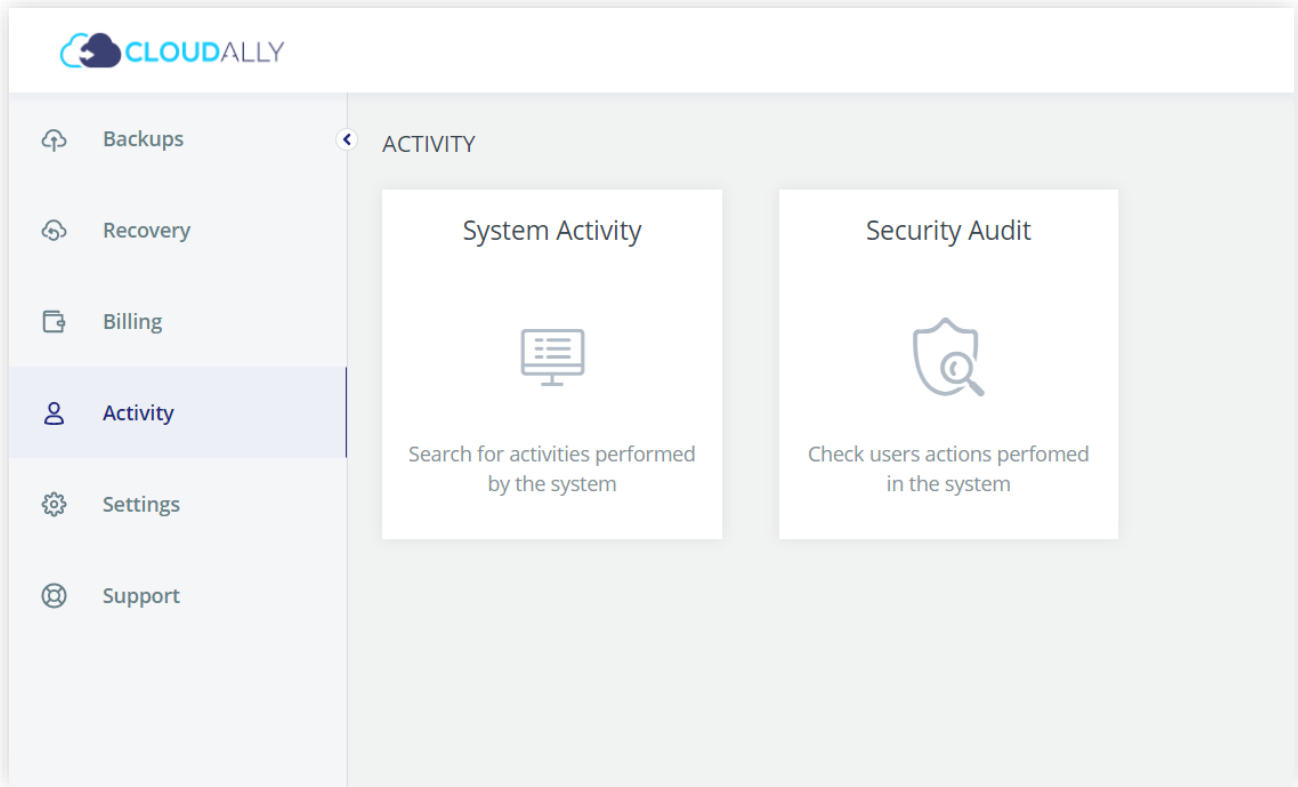 CLOUDALLY
Backups
Recovery
Billing
Activity
Settings
Support
ACTIVITY
System Activity
Search for activities performed
by the system
Security Audit
Check users actions perfomed
in the system